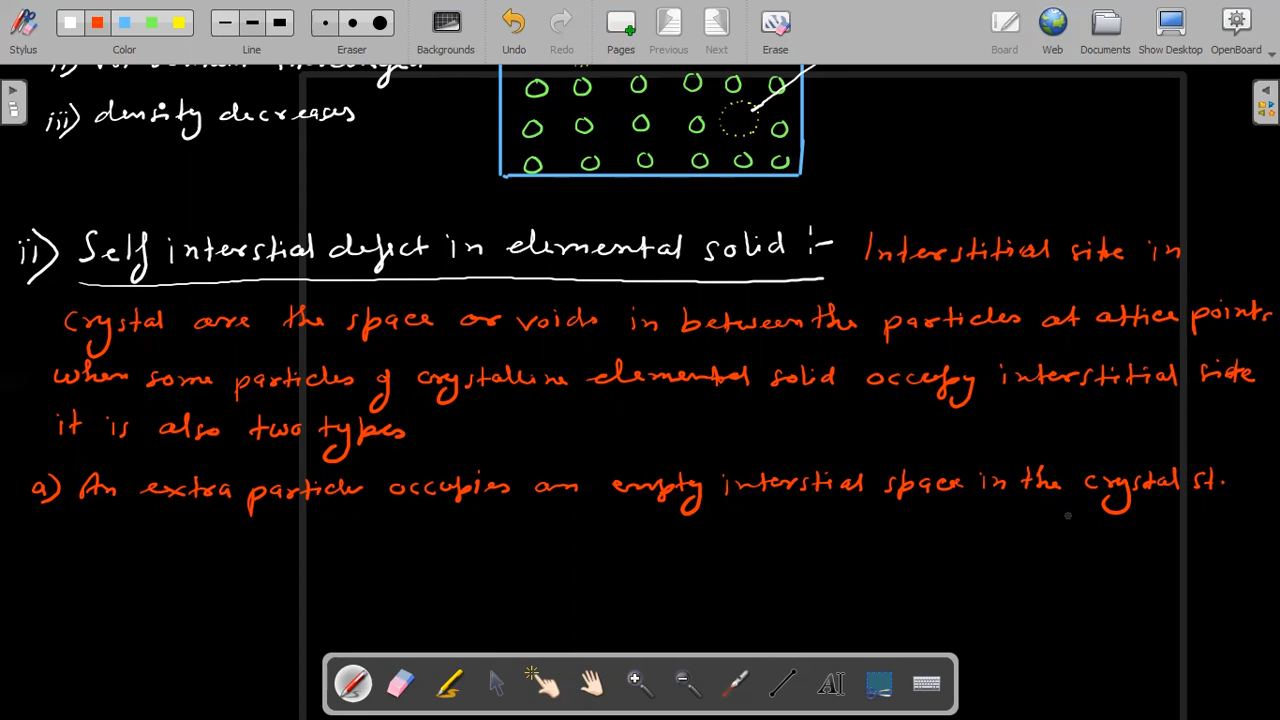 Stylus Color Line Eraser Backgrounds Undo Redo Pages Previous Next Erase Board Web Documents Show Desktop OpenBoard
iii) density decreases
ii) Self interstial defect in elemental solid :- Interstitial site in
crystal are the space or voids in between the particles at attice points
when some particles of crystalline elemental solid occupy interstitial side
it is also two types
a) An extra particle occupies an empty interstial space in the crystal st.